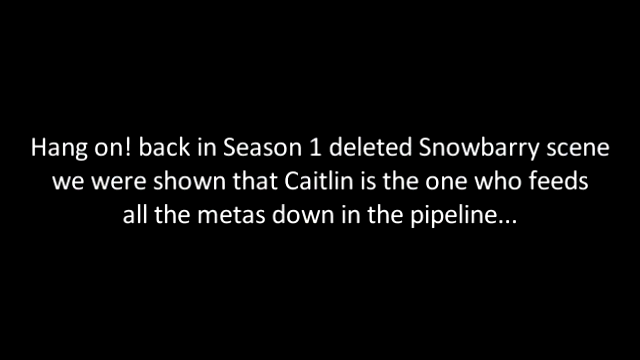 Hang on! back in Season 1 deleted Snowbarry scene
we were shown that Caitlin is the one who feeds
all the metas down in the pipeline...